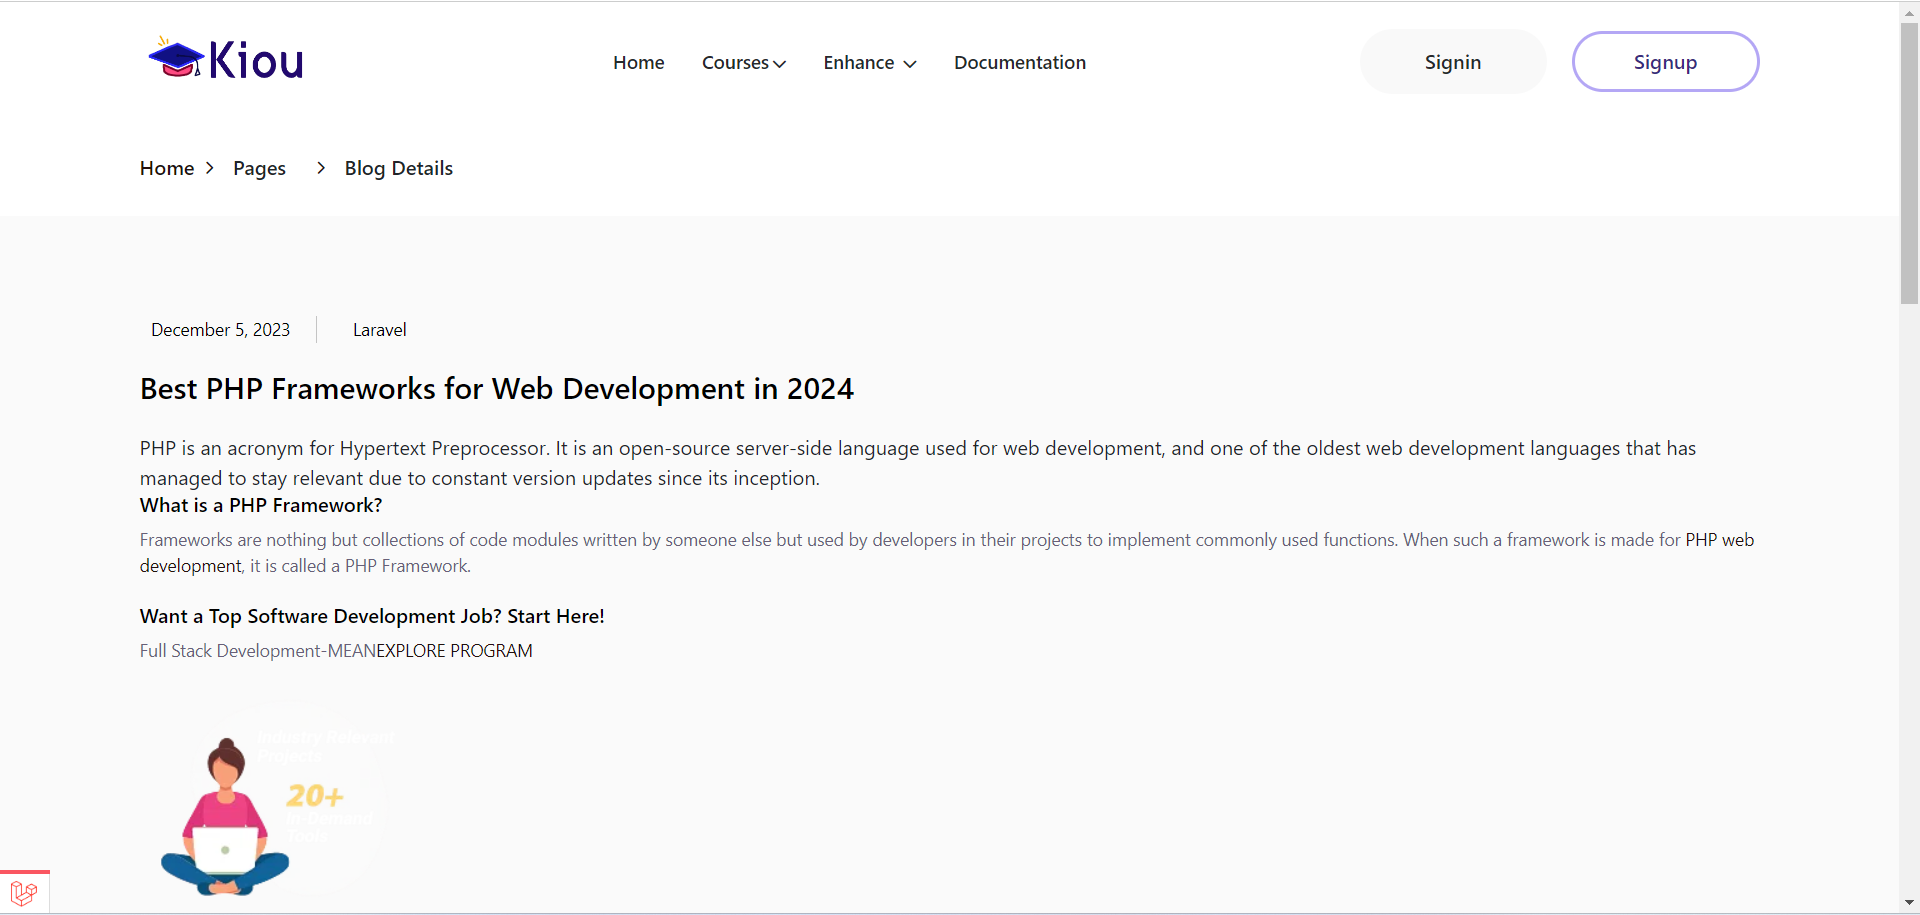 Kiou
Home Courses Enhance Documentation Signin Signup
Home > Pages > Blog Details
December 5, 2023 Laravel
Best PHP Frameworks for Web Development in 2024
PHP is an acronym for Hypertext Preprocessor. It is an open-source server-side language used for web development, and one of the oldest web development languages that has
managed to stay relevant due to constant version updates since its inception.
What is a PHP Framework?
Frameworks are nothing but collections of code modules written by someone else but used by developers in their projects to implement commonly used functions. When such a framework is made for PHP web
development, it is called a PHP Framework.
Want a Top Software Development Job? Start Here!
Full Stack Development-MEANEXPLORE PROGRAM
Industry Relevant
Projects
20+
In-Demand
Tools